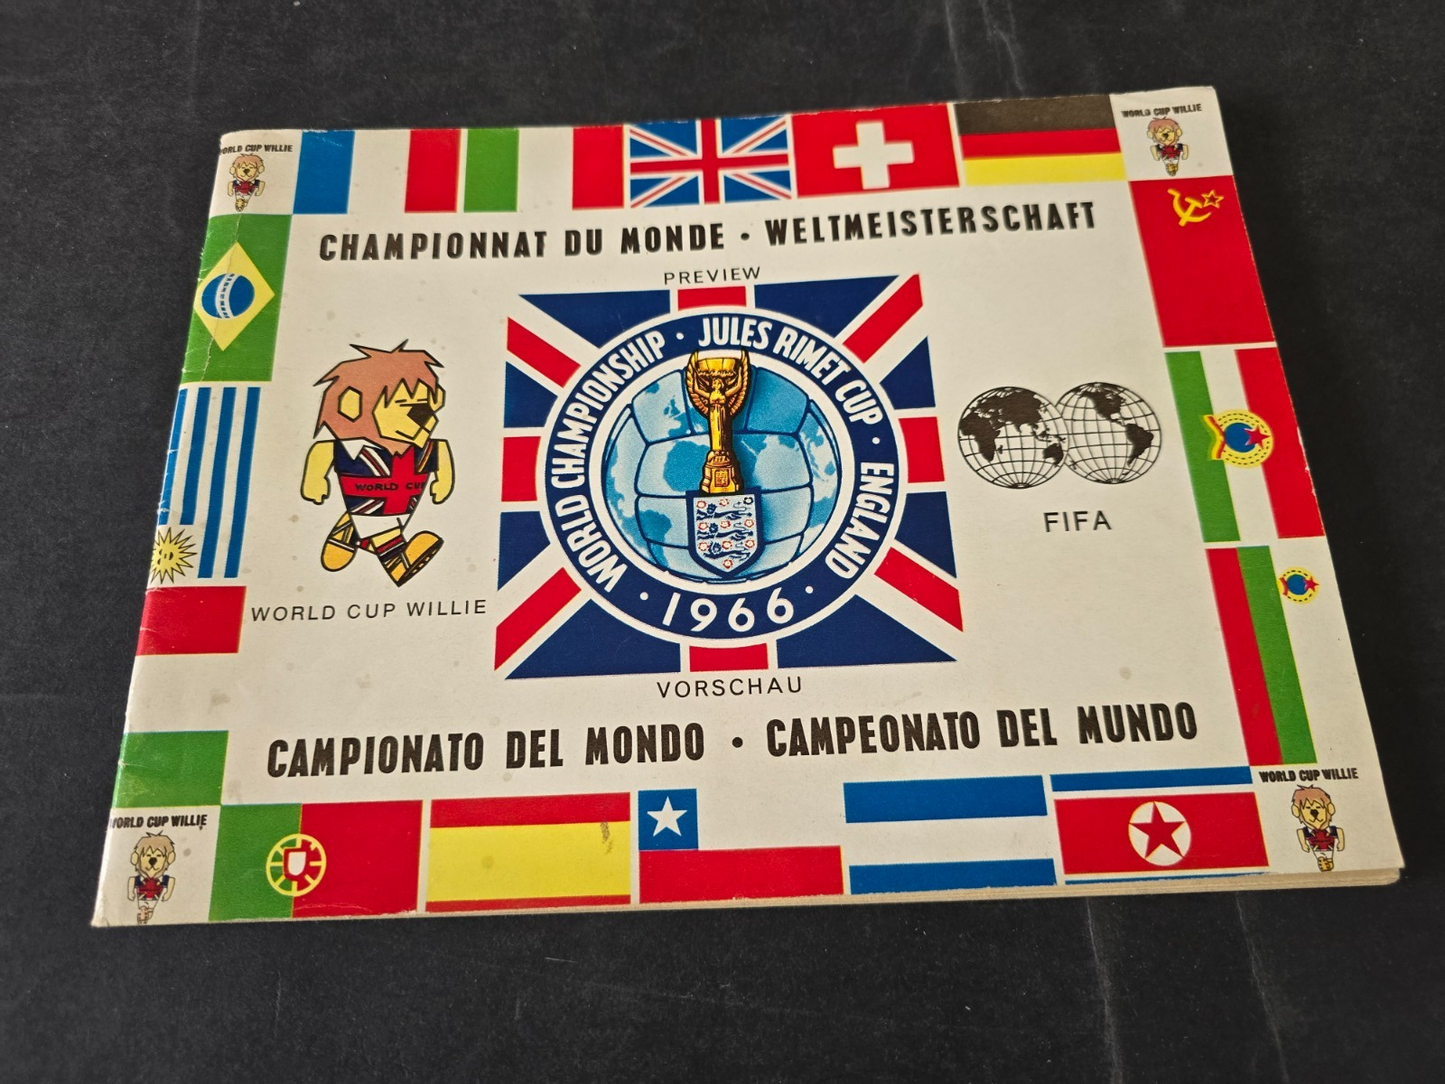 WORLD CUP WILLIE
WORLD CUP WILLIE
CHAMPIONNAT DU MONDE · WELTMEISTERSCHAFT
PREVIEW
WORLD CHAMPIONSHIP · JULES RIMET CUP · ENGLAND · 1966 ·
WORLD CUP
FIFA
WORLD CUP WILLIE
VORSCHAU
CAMPIONATO DEL MONDO · CAMPEONATO DEL MUNDO
WORLD CUP WILLIE
WORLD CUP WILLIE